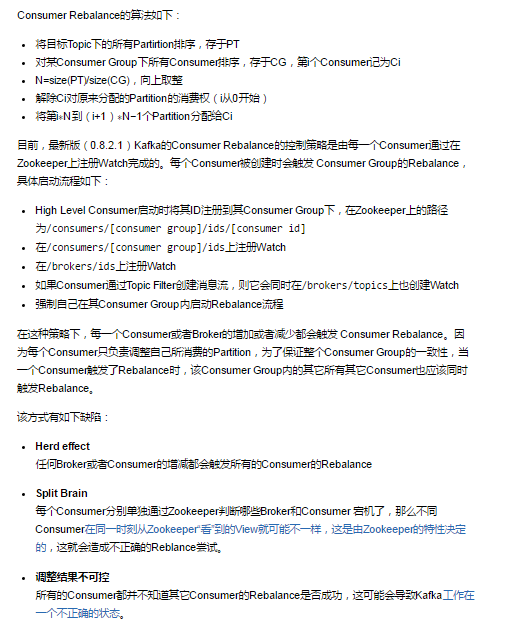 Consumer Rebalance的算法如下：
将目标Topic下的所有Partirtion排序，存于PT
对某Consumer Group下所有Consumer排序，存于CG，第i个Consumer记为Ci
N=size(PT)/size(CG)，向上取整
解除Ci对原来分配的Partition的消费权（i从0开始）
将第i*N到（i+1）*N−1个Partition分配给Ci
目前，最新版（0.8.2.1）Kafka的Consumer Rebalance的控制策略是由每一个Consumer通过在
Zookeeper上注册Watch完成的。每个Consumer被创建时会触发 Consumer Group的Rebalance，
具体启动流程如下：
High Level Consumer启动时将其ID注册到其Consumer Group下，在Zookeeper上的路径
为/consumers/[consumer group]/ids/[consumer id]
在/consumers/[consumer group]/ids上注册Watch
在/brokers/ids上注册Watch
如果Consumer通过Topic Filter创建消息流，则它会同时在/brokers/topics上也创建Watch
强制自己在其Consumer Group内启动Rebalance流程
在这种策略下，每一个Consumer或者Broker的增加或者减少都会触发 Consumer Rebalance。因
为每个Consumer只负责调整自己所消费的Partition，为了保证整个Consumer Group的一致性，当
一个Consumer触发了Rebalance时，该Consumer Group内的其它所有其它Consumer也应该同时
触发Rebalance。
该方式有如下缺陷：
Herd effect
任何Broker或者Consumer的增减都会触发所有的Consumer的Rebalance
Split Brain
每个Consumer分别单独通过Zookeeper判断哪些Broker和Consumer 宕机了，那么不同
Consumer在同一时刻从Zookeeper“看”到的View就可能不一样，这是由Zookeeper的特性决定
的，这就会造成不正确的Reblance尝试。
调整结果不可控
所有的Consumer都并不知道其它Consumer的Rebalance是否成功，这可能会导致Kafka工作在
一个不正确的状态。